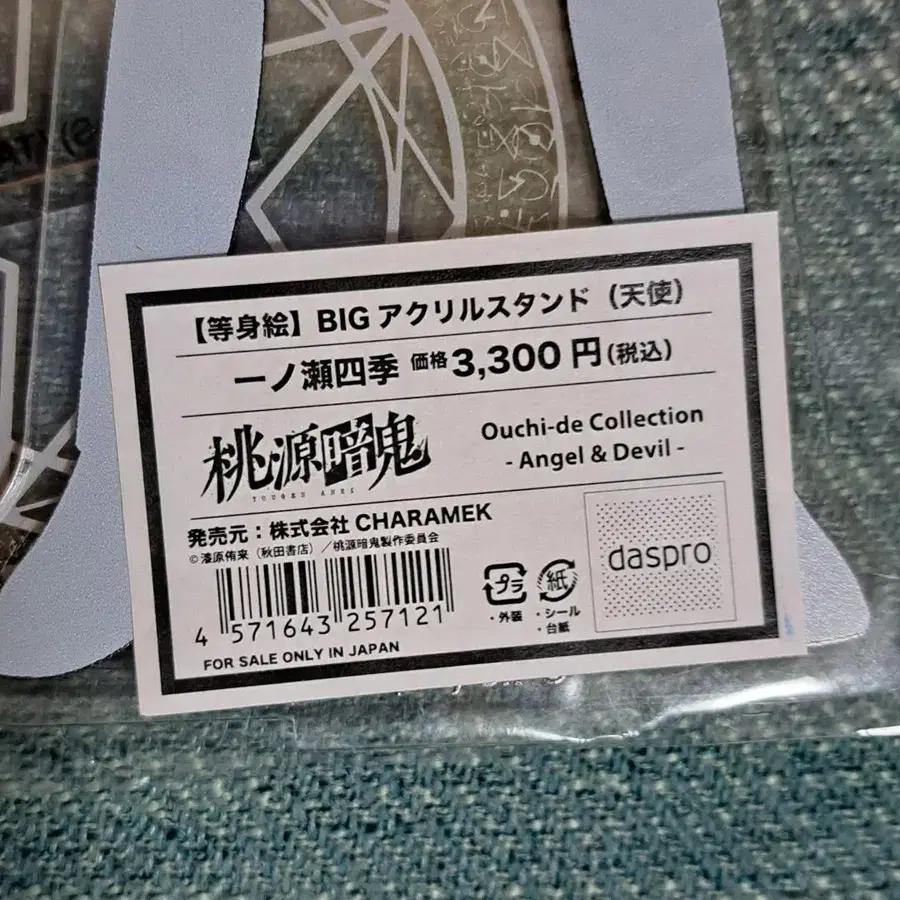 【等身絵】BIG アクリルスタンド（天使）
一ノ瀬四季 価格 3,300 円(税込)
桃源暗鬼
TOUGEN ANKI
Ouchi-de Collection
- Angel & Devil -
発売元：株式会社 CHARAMEK
©漆原侑来（秋田書店）／桃源暗鬼製作委員会
4 571643 257121
FOR SALE ONLY IN JAPAN
プラ
・外装
紙
・シール
・台紙
daspro